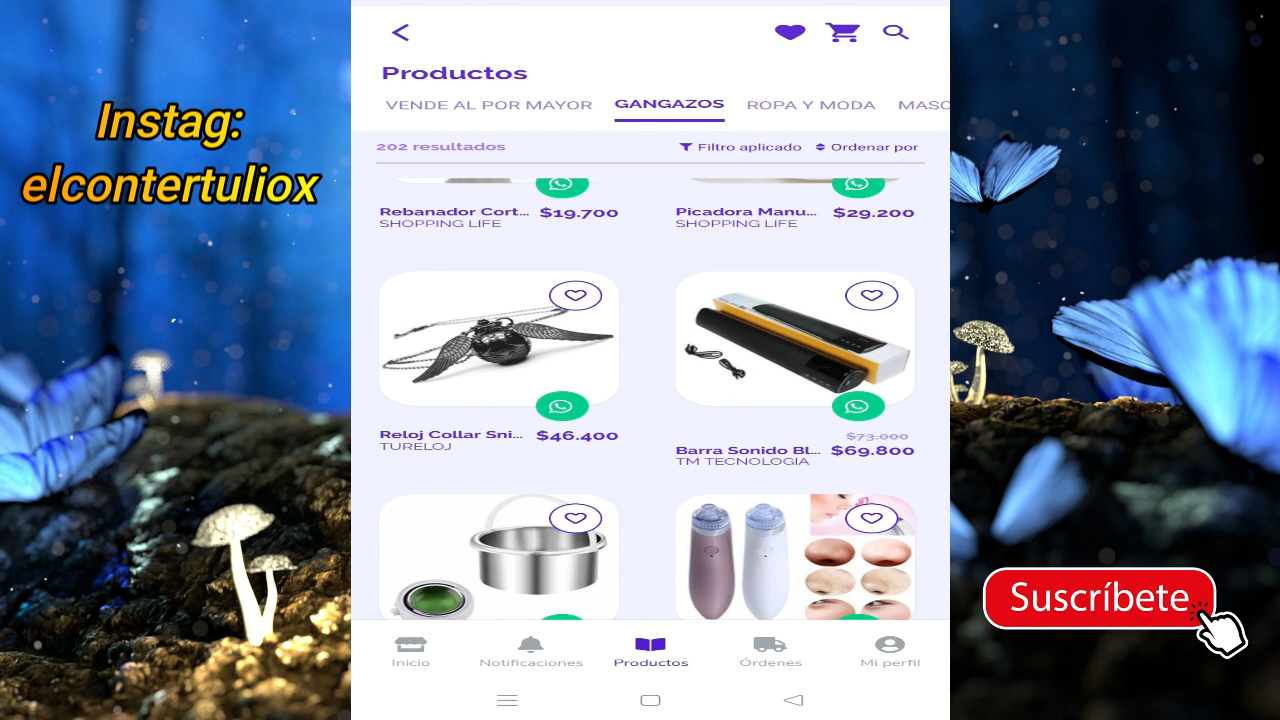 Instag:
elcontertuliox
Productos
VENDE AL POR MAYOR GANGAZOS ROPA Y MODA MASC
202 resultados Filtro aplicado Ordenar por
Rebanador Cort... $19.700
SHOPPING LIFE
Picadora Manu... $29.200
SHOPPING LIFE
Reloj Collar Sni... $46.400
TURELOJ
$73.000
Barra Sonido Bl... $69.800
TM TECNOLOGIA
Inicio Notificaciones Productos Órdenes Mi perfil
Suscríbete